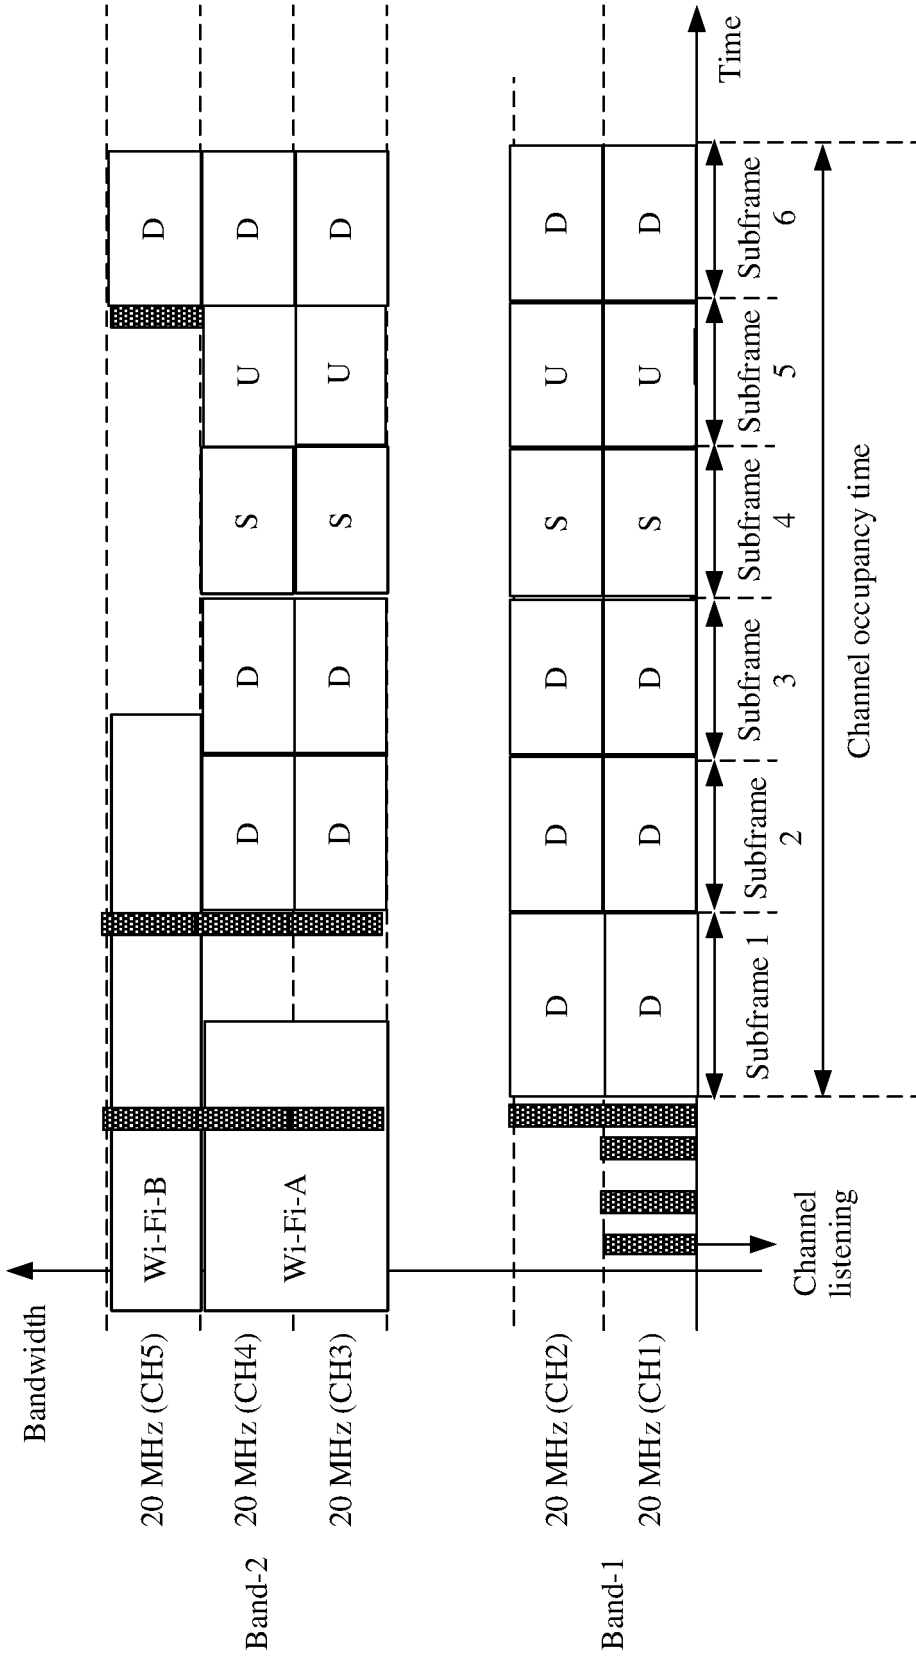 Bandwidth
Band-2
20 MHz (CH5)
Wi-Fi-B
D
20 MHz (CH4)
Wi-Fi-A
D
D
S
U
D
20 MHz (CH3)
D
D
S
U
D
Band-1
20 MHz (CH2)
D
D
D
S
U
D
20 MHz (CH1)
D
D
D
S
U
D
Time
Channel
listening
Subframe 1
Subframe
2
Subframe
3
Subframe
4
Subframe
5
Subframe
6
Channel occupancy time